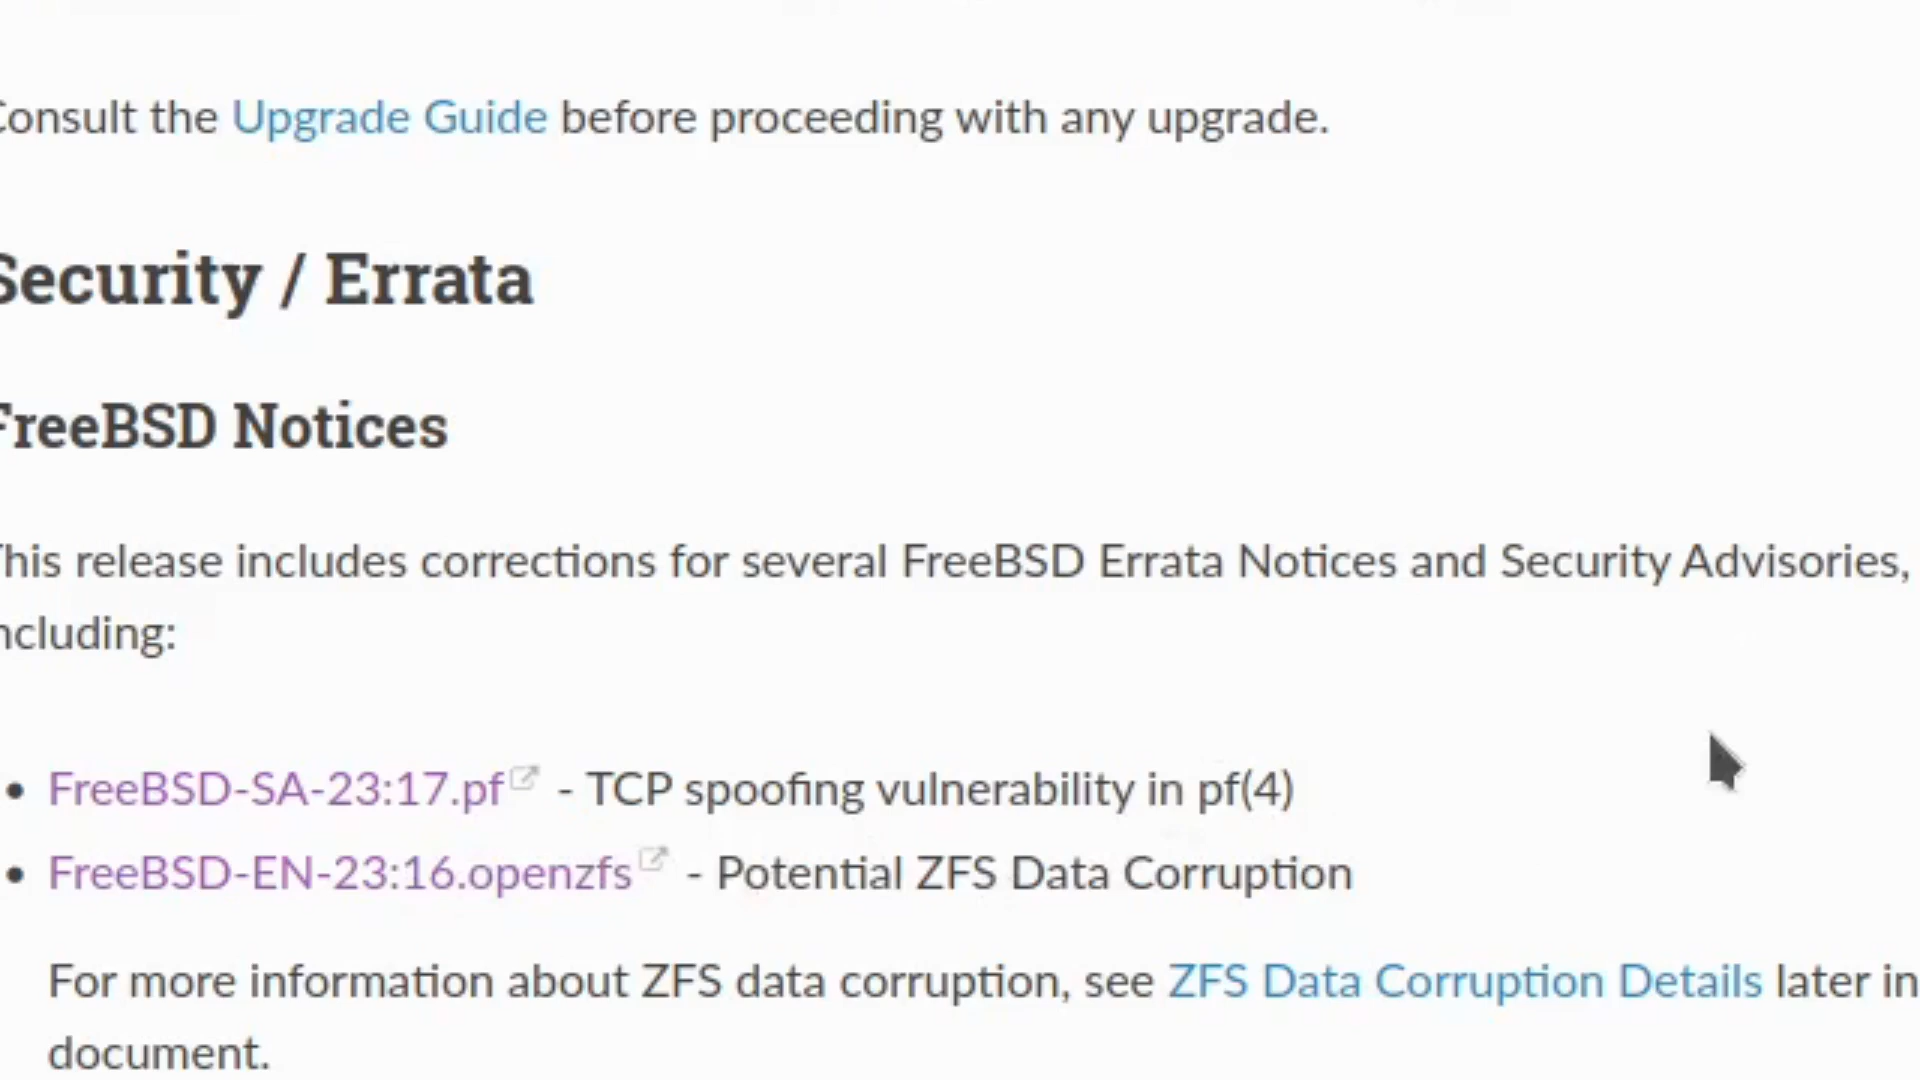 Consult the Upgrade Guide before proceeding with any upgrade.
Security / Errata
FreeBSD Notices
This release includes corrections for several FreeBSD Errata Notices and Security Advisories,
including:
• FreeBSD-SA-23:17.pf - TCP spoofing vulnerability in pf(4)
• FreeBSD-EN-23:16.openzfs - Potential ZFS Data Corruption
For more information about ZFS data corruption, see ZFS Data Corruption Details later in
document.